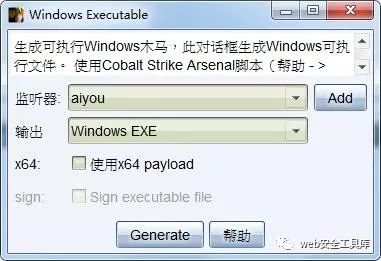 Windows Executable
生成可执行Windows木马，此对话框生成Windows可执
行文件。 使用Cobalt Strike Arsenal脚本（帮助 - >
监听器: aiyou Add
输出 Windows EXE
x64: 使用x64 payload
sign: Sign executable file
Generate 帮助
web安全工具库